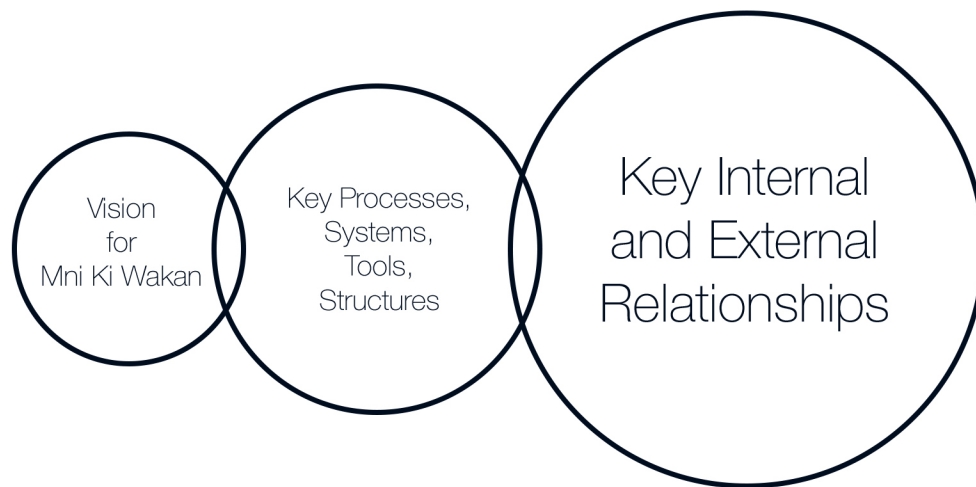 Vision
for
Mni Ki Wakan
Key Processes,
Systems,
Tools,
Structures
Key Internal
and External
Relationships